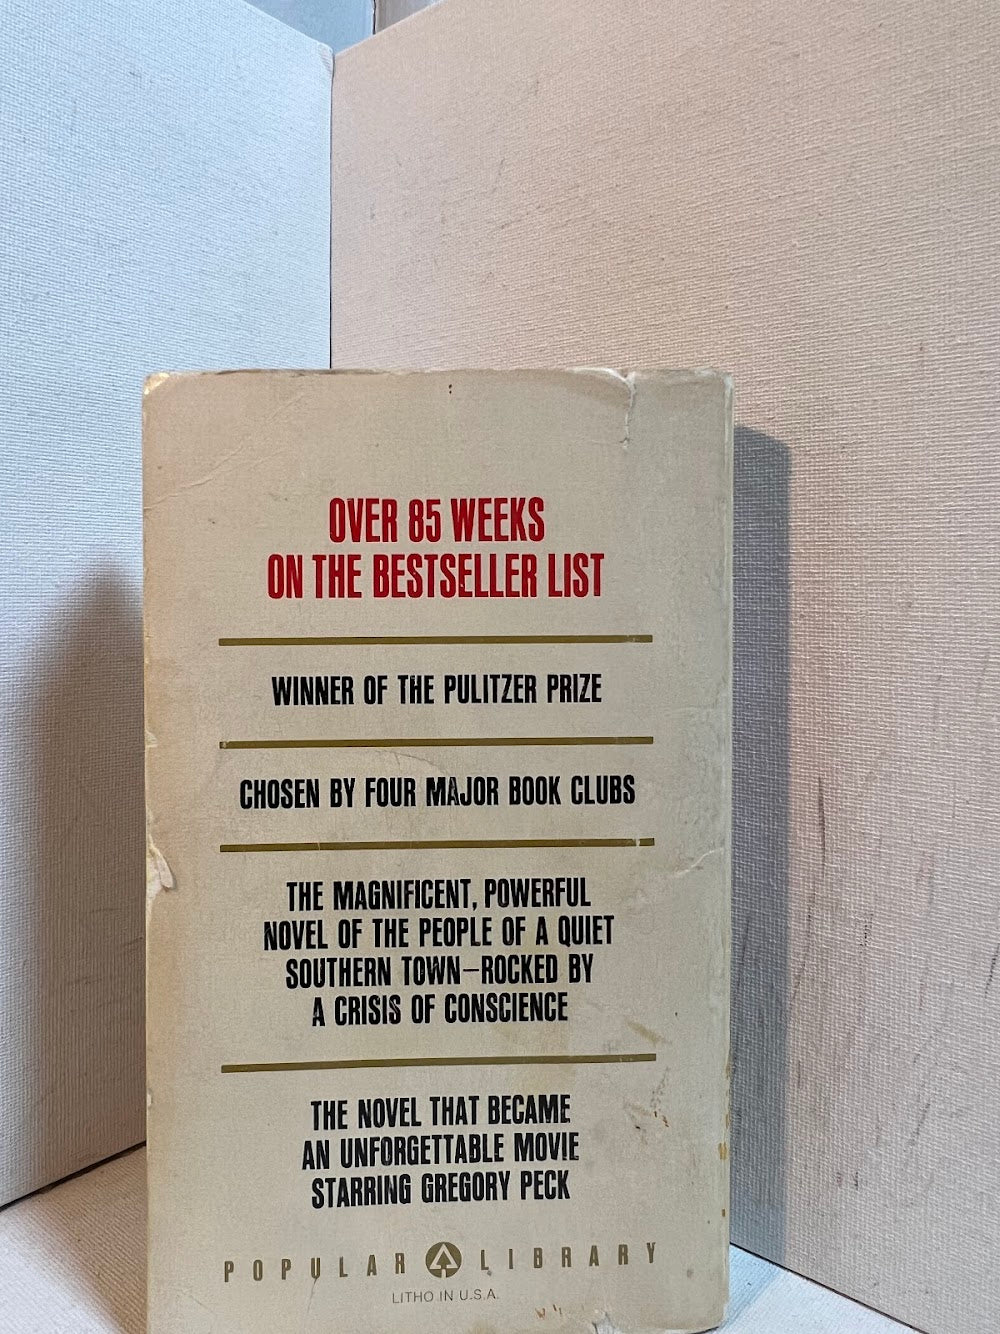 OVER 85 WEEKS
ON THE BESTSELLER LIST
WINNER OF THE PULITZER PRIZE
CHOSEN BY FOUR MAJOR BOOK CLUBS
THE MAGNIFICENT, POWERFUL
NOVEL OF THE PEOPLE OF A QUIET
SOUTHERN TOWN—ROCKED BY
A CRISIS OF CONSCIENCE
THE NOVEL THAT BECAME
AN UNFORGETTABLE MOVIE
STARRING GREGORY PECK
POPULAR LIBRARY
LITHO IN U.S.A.